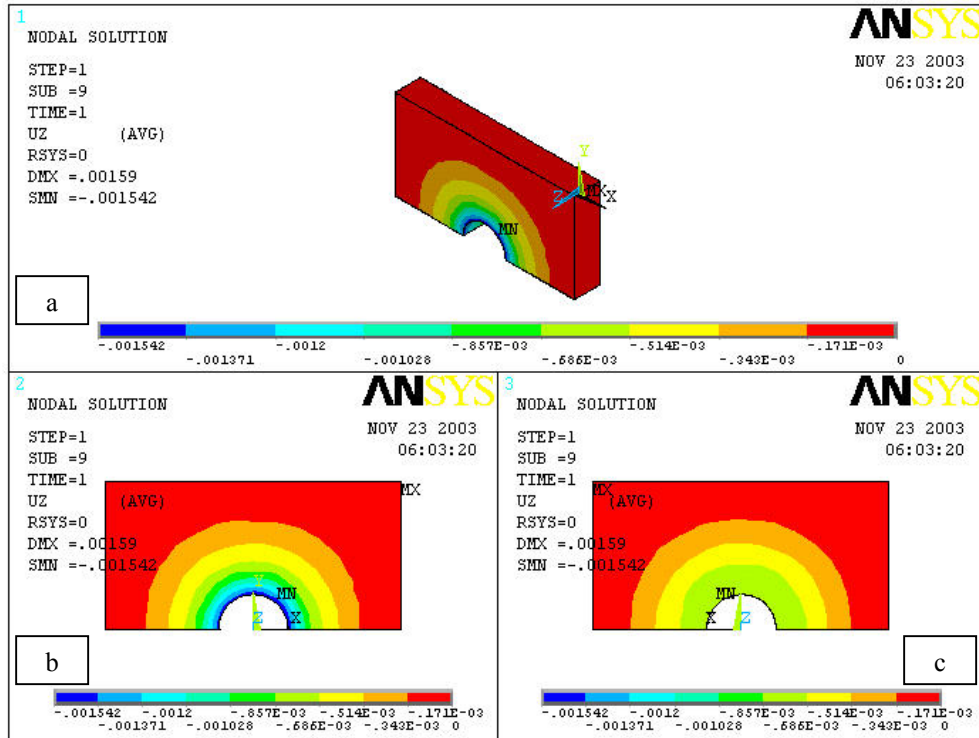 1
ANSYS
NODAL SOLUTION
NOV 23 2003
06:03:20
STEP=1
SUB =9
TIME=1
UZ (AVG)
RSYS=0
DMX =.00159
SMN =-.001542
Y
Z MX X
MN
a
-.001542 -.0012 -.857E-03 -.514E-03 -.171E-03
-.001371 -.001028 -.686E-03 -.343E-03 0
2
ANSYS
NODAL SOLUTION
NOV 23 2003
06:03:20
STEP=1
SUB =9
TIME=1
UZ (AVG)
RSYS=0
DMX =.00159
SMN =-.001542
MX
Y
MN
Z X
b
-.001542 -.0012 -.857E-03 -.514E-03 -.171E-03
-.001371 -.001028 -.686E-03 -.343E-03 0
3
ANSYS
NODAL SOLUTION
NOV 23 2003
06:03:20
STEP=1
SUB =9
TIME=1
UZ (AVG)
RSYS=0
DMX =.00159
SMN =-.001542
MX
MN
X Z
c
-.001542 -.0012 -.857E-03 -.514E-03 -.171E-03
-.001371 -.001028 -.686E-03 -.343E-03 0